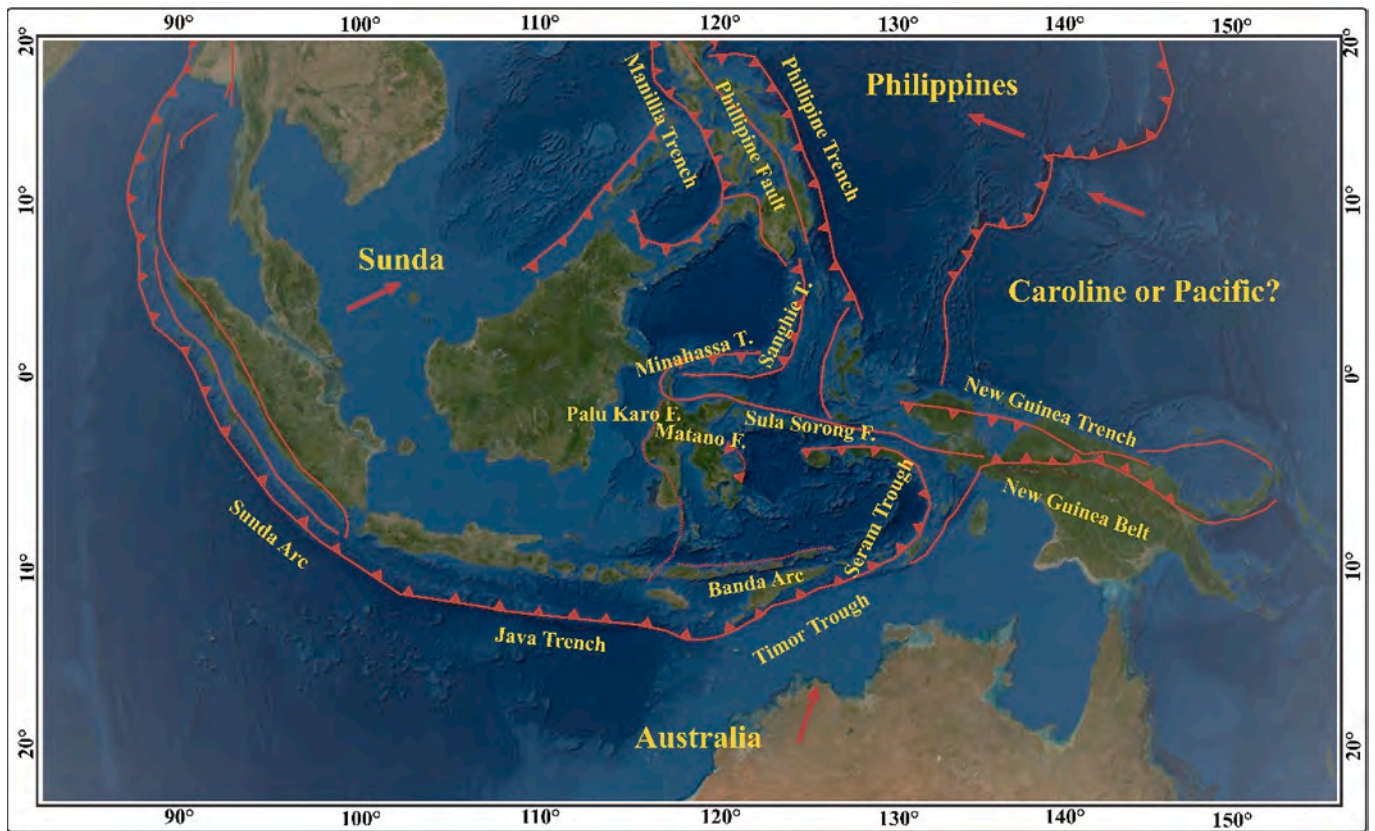 90°
100°
110°
120°
130°
140°
150°
20°
20°
Manillia Trench
Phillipine Fault
Phillipine Trench
Philippines
10°
10°
Sunda
Caroline or Pacific?
Sanghie T.
Minahassa T.
0°
0°
New Guinea Trench
Palu Karo F.
Matano F.
Sula Sorong F.
Seram Trough
New Guinea Belt
Sunda Arc
10°
10°
Banda Arc
Java Trench
Timor Trough
Australia
20°
20°
90°
100°
110°
120°
130°
140°
150°